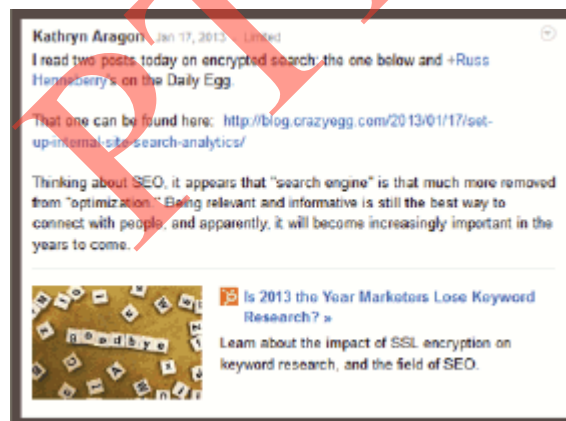 Kathryn Aragon Jan 17, 2013 - Limited
I read two posts today on encrypted search: the one below and +Russ
Henneberry's on the Daily Egg.
That one can be found here: http://blog.crazyegg.com/2013/01/17/set-
up-internal-site-search-analytics/
Thinking about SEO, it appears that "search engine" is that much more removed
from "optimization." Being relevant and informative is still the best way to
connect with people, and apparently, it will become increasingly important in the
years to come.
goodbye
Is 2013 the Year Marketers Lose Keyword
Research? »
Learn about the impact of SSL encryption on
keyword research, and the field of SEO.